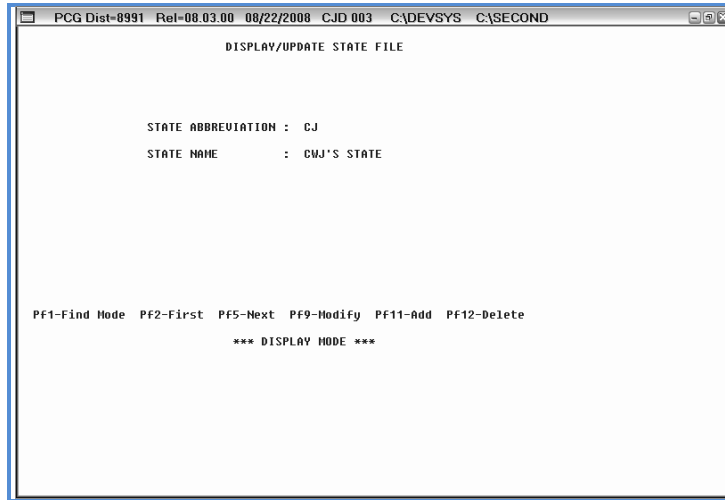 PCG Dist=8991 Rel=08.03.00 08/22/2008 CJD 003 C:\DEVSYS C:\SECOND
DISPLAY/UPDATE STATE FILE
STATE ABBREVIATION : CJ
STATE NAME : CWJ'S STATE
Pf1-Find Mode Pf2-First Pf5-Next Pf9-Modify Pf11-Add Pf12-Delete
*** DISPLAY MODE ***